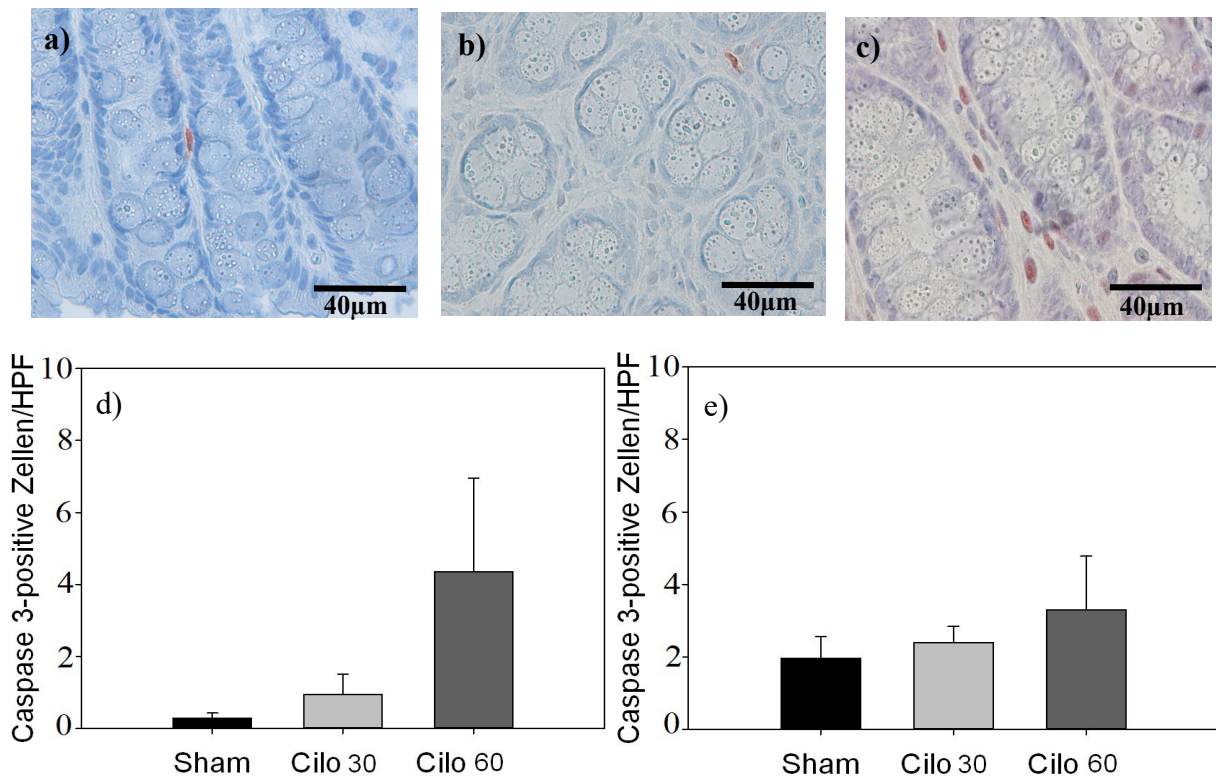 a)
40µm
b)
40µm
c)
40µm
Caspase 3-positive Zellen/HPF
10
8
6
4
2
0
d)
Sham Cilo 30 Cilo 60
Caspase 3-positive Zellen/HPF
10
8
6
4
2
0
e)
Sham Cilo 30 Cilo 60